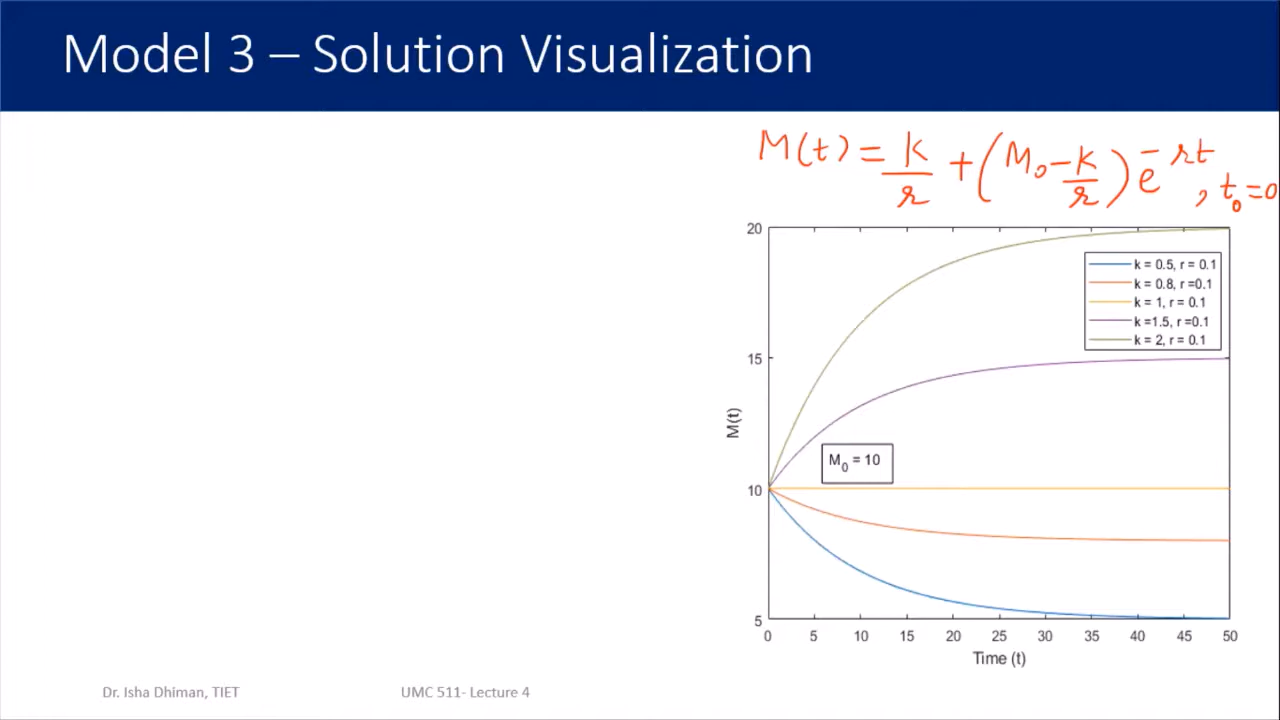 Model 3 – Solution Visualization
M(t) = k/r + (M₀ - k/r) e^-rt, t₀=0
20
15
10
5
M(t)
k = 0.5, r = 0.1
k = 0.8, r =0.1
k = 1, r = 0.1
k =1.5, r =0.1
k = 2, r = 0.1
M₀ = 10
0 5 10 15 20 25 30 35 40 45 50
Time (t)
Dr. Isha Dhiman, TIET UMC 511- Lecture 4